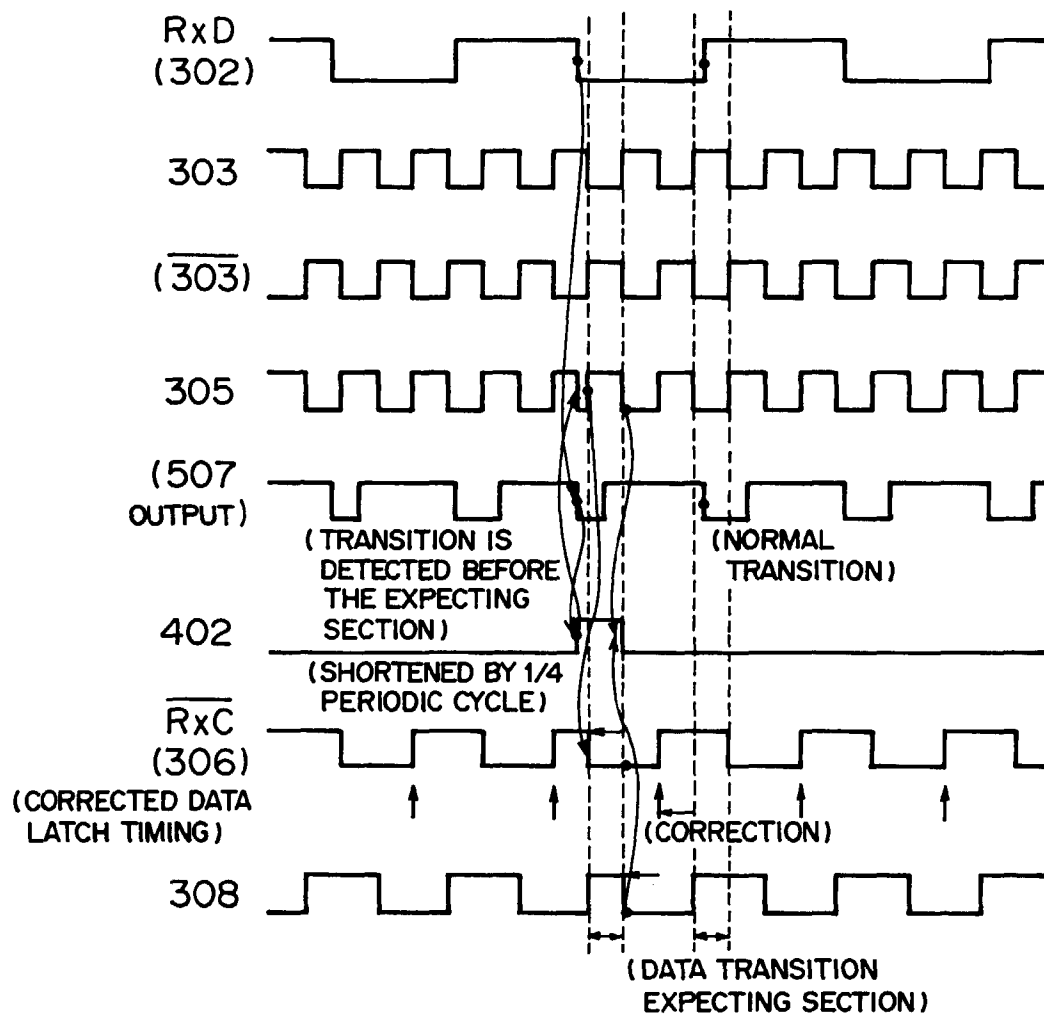 RxD
(302)
303
(303)
305
(507
OUTPUT)
(TRANSITION IS
DETECTED BEFORE
THE EXPECTING
SECTION)
(NORMAL
TRANSITION)
402
(SHORTENED BY 1/4
PERIODIC CYCLE)
RxC
(306)
(CORRECTED DATA
LATCH TIMING)
(CORRECTION)
308
(DATA TRANSITION
EXPECTING SECTION)